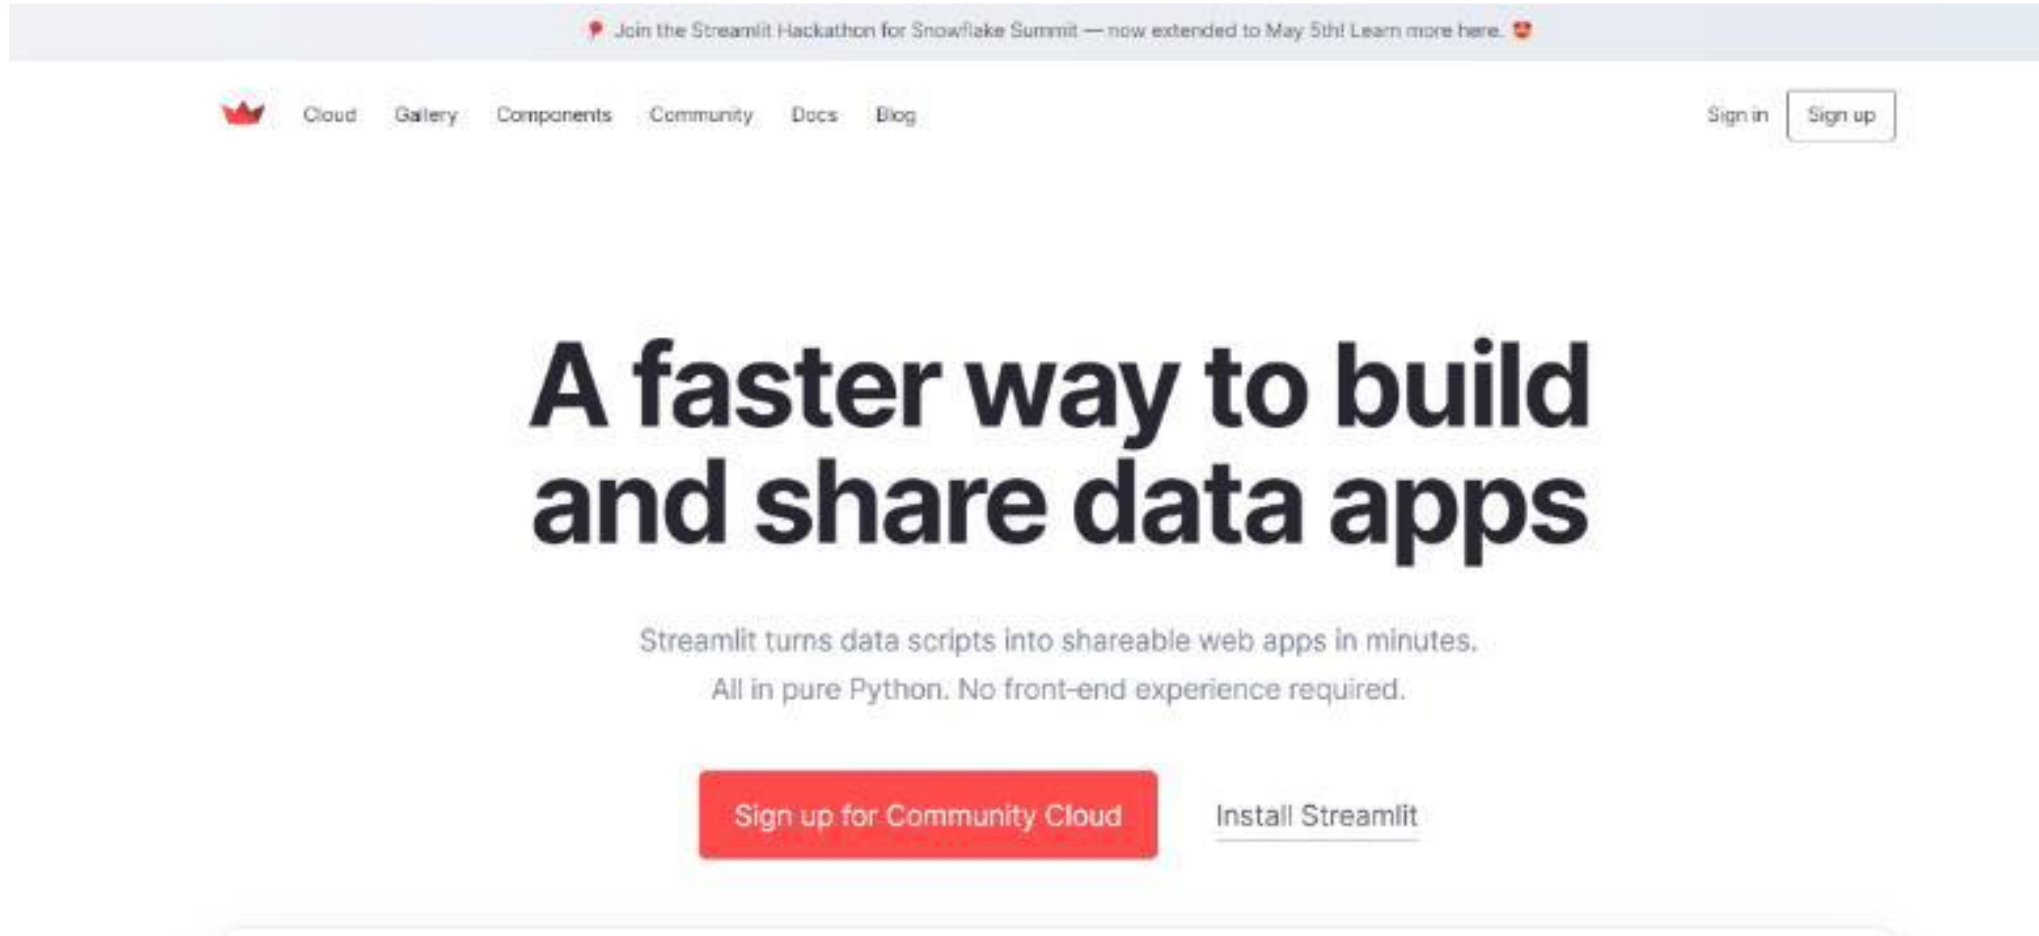 Join the Streamlit Hackathon for Snowflake Summit — now extended to May 5th! Learn more here.
Cloud Gallery Components Community Docs Blog Sign in Sign up
A faster way to build
and share data apps
Streamlit turns data scripts into shareable web apps in minutes.
All in pure Python. No front-end experience required.
Sign up for Community Cloud Install Streamlit